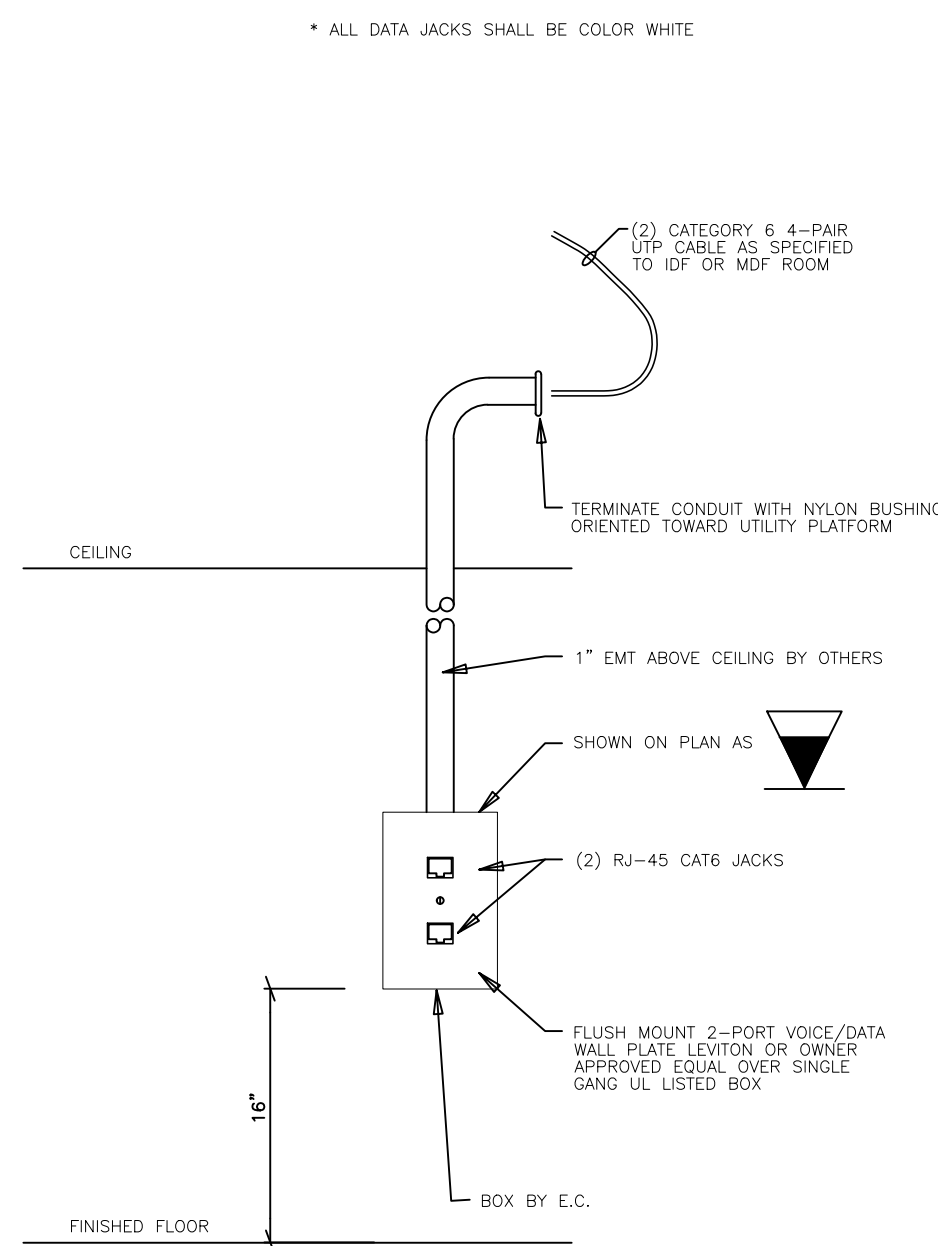 * ALL DATA JACKS SHALL BE COLOR WHITE
(2) CATEGORY 6 4-PAIR
UTP CABLE AS SPECIFIED
TO IDF OR MDF ROOM
TERMINATE CONDUIT WITH NYLON BUSHING
ORIENTED TOWARD UTILITY PLATFORM
CEILING
1" EMT ABOVE CEILING BY OTHERS
SHOWN ON PLAN AS
(2) RJ-45 CAT6 JACKS
FLUSH MOUNT 2-PORT VOICE/DATA
WALL PLATE LEVITON OR OWNER
APPROVED EQUAL OVER SINGLE
GANG UL LISTED BOX
16"
BOX BY E.C.
FINISHED FLOOR